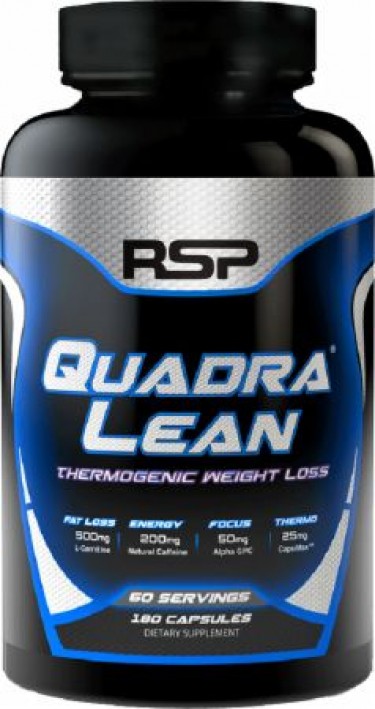 RSP
QUADRA®
LEAN
THERMOGENIC WEIGHT LOSS
FAT LOSS ENERGY FOCUS THERMO
500mg 200mg 50mg 25mg
L-Carnitine Natural Caffeine Alpha GPC CapsiMax™
60 SERVINGS
180 CAPSULES
DIETARY SUPPLEMENT